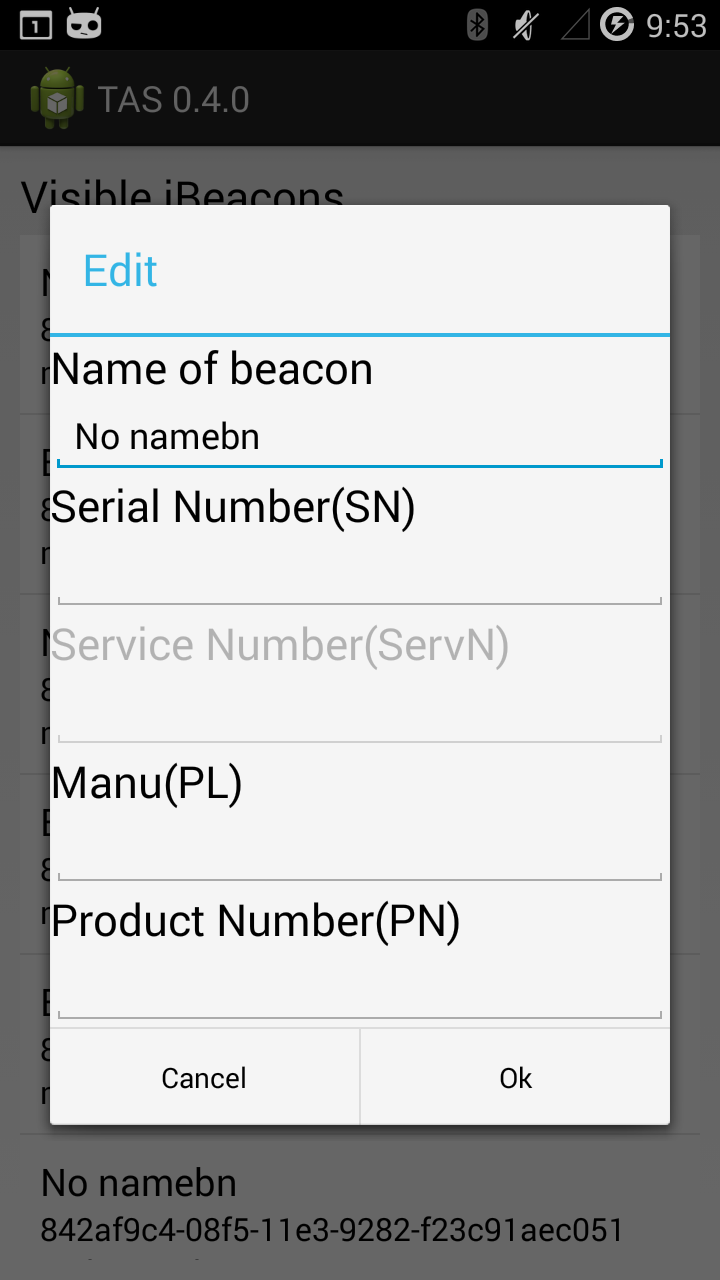 1
9:53
TAS 0.4.0
Visible iBeacons
Edit
Name of beacon
No namebn
Serial Number(SN)
Service Number(ServN)
Manu(PL)
Product Number(PN)
Cancel
Ok
No namebn
842af9c4-08f5-11e3-9282-f23c91aec051